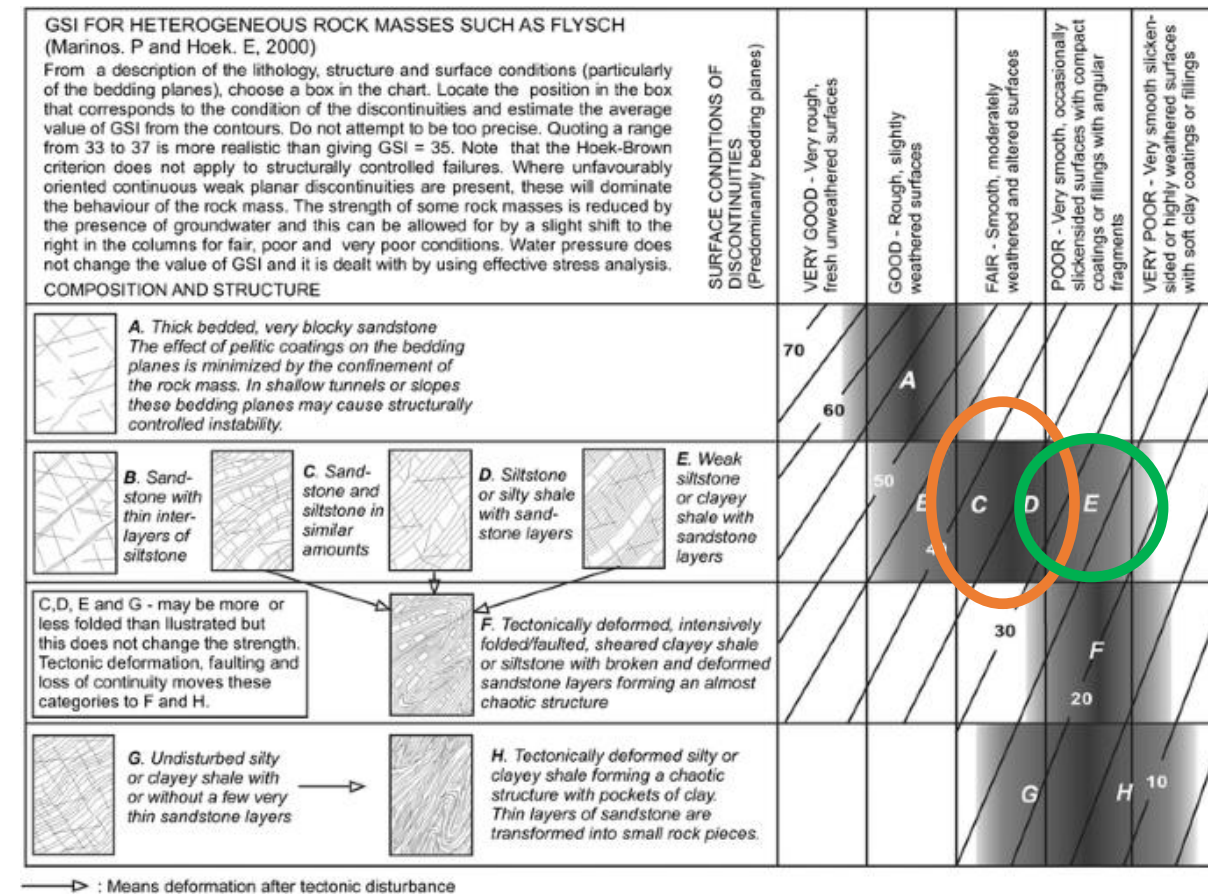 GSI FOR HETEROGENEOUS ROCK MASSES SUCH AS FLYSCH
(Marinos. P and Hoek. E, 2000)
From a description of the lithology, structure and surface conditions (particularly
of the bedding planes), choose a box in the chart. Locate the position in the box
that corresponds to the condition of the discontinuities and estimate the average
value of GSI from the contours. Do not attempt to be too precise. Quoting a range
from 33 to 37 is more realistic than giving GSI = 35. Note that the Hoek-Brown
criterion does not apply to structurally controlled failures. Where unfavourably
oriented continuous weak planar discontinuities are present, these will dominate
the behaviour of the rock mass. The strength of some rock masses is reduced by
the presence of groundwater and this can be allowed for by a slight shift to the
right in the columns for fair, poor and very poor conditions. Water pressure does
not change the value of GSI and it is dealt with by using effective stress analysis.
COMPOSITION AND STRUCTURE
SURFACE CONDITIONS OF
DISCONTINUITIES
(Predominantly bedding planes)
VERY GOOD - Very rough,
fresh unweathered surfaces
GOOD - Rough, slightly
weathered surfaces
FAIR - Smooth, moderately
weathered and altered surfaces
POOR - Very smooth, occasionally
slickensided surfaces with compact
coatings or fillings with angular
fragments
VERY POOR - Very smooth slicken-
sided or highly weathered surfaces
with soft clay coatings or fillings
A. Thick bedded, very blocky sandstone
The effect of pelitic coatings on the bedding
planes is minimized by the confinement of
the rock mass. In shallow tunnels or slopes
these bedding planes may cause structurally
controlled instability.
70
60
A
B. Sand-
stone with
thin inter-
layers of
siltstone
C. Sand-
stone and
siltstone in
similar
amounts
D. Siltstone
or silty shale
with sand-
stone layers
E. Weak
siltstone
or clayey
shale with
sandstone
layers
50
B
C
D
E
40
C,D, E and G - may be more or
less folded than Ilustrated but
this does not change the strength.
Tectonic deformation, faulting and
loss of continuity moves these
categories to F and H.
F. Tectonically deformed, intensively
folded/faulted, sheared clayey shale
or siltstone with broken and deformed
sandstone layers forming an almost
chaotic structure
30
F
20
G. Undisturbed silty
or clayey shale with
or without a few very
thin sandstone layers
H. Tectonically deformed silty or
clayey shale forming a chaotic
structure with pockets of clay.
Thin layers of sandstone are
transformed into small rock pieces.
G
H
10
: Means deformation after tectonic disturbance